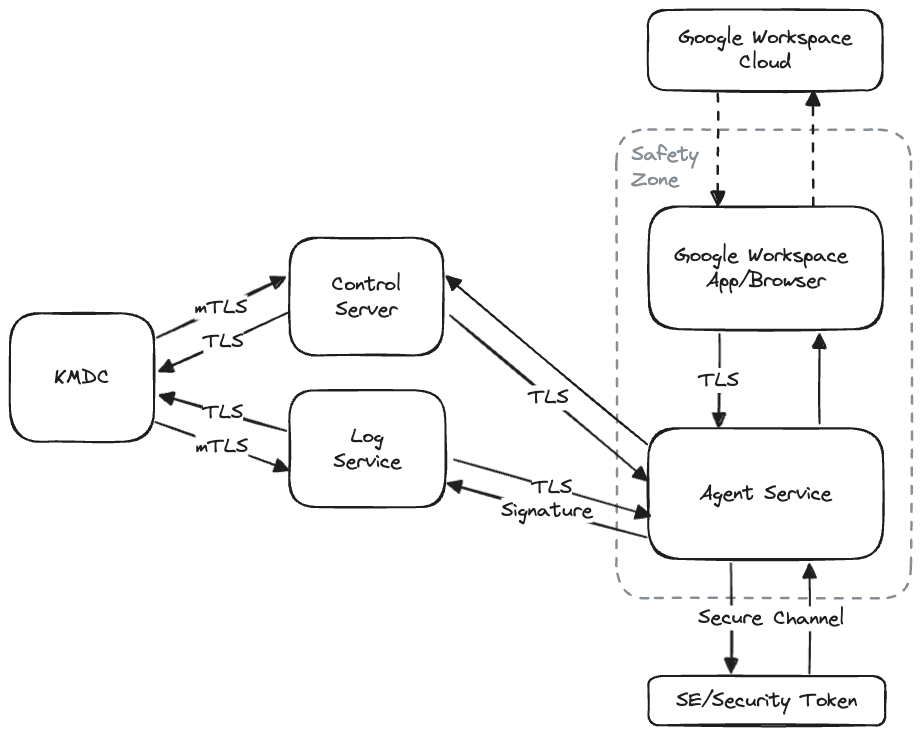 Google Workspace
Cloud
Safety
Zone
Google Workspace
App/Browser
Control
Server
mTLS
TLS
KMDC
TLS
TLS
TLS
mTLS
Log
Service
TLS
Signature
Agent Service
Secure Channel
SE/Security Token